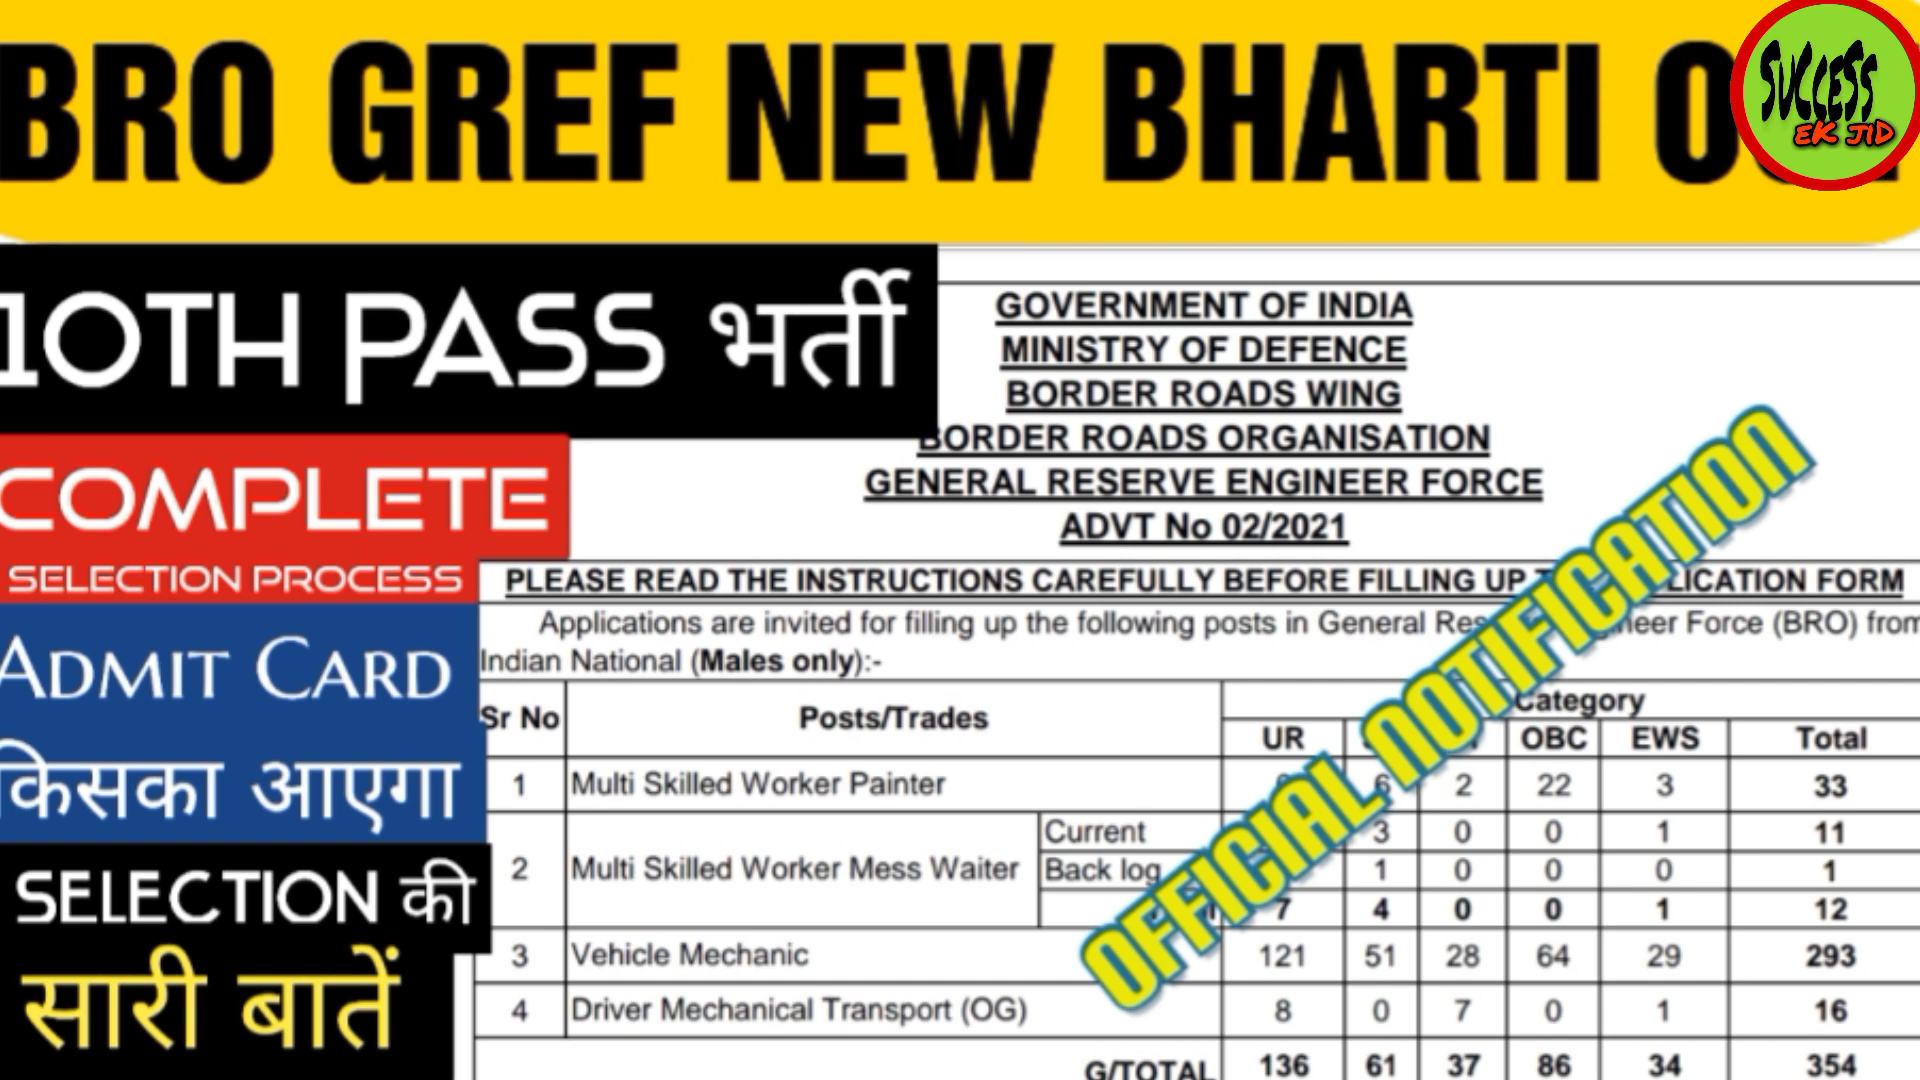 BRO GREF NEW BHARTI
SUCCESS
EK JID
10TH PASS भर्ती
COMPLETE
SELECTION PROCESS
ADMIT CARD
किसका आएगा
SELECTION की
सारी बातें
GOVERNMENT OF INDIA
MINISTRY OF DEFENCE
BORDER ROADS WING
BORDER ROADS ORGANISATION
GENERAL RESERVE ENGINEER FORCE
ADVT No 02/2021
PLEASE READ THE INSTRUCTIONS CAREFULLY BEFORE FILLING UP FORM
Applications are invited for filling up the following posts in General Force (BRO) from
Indian National (Males only):-
OFFICIAL NOTIFICATION
Sr No Posts/Trades Category
UR OBC EWS Total
1 Multi Skilled Worker Painter 6 2 22 3 33
2 Multi Skilled Worker Mess Waiter
Current 3 0 0 1 11
Back log 1 0 0 0 1
7 4 0 0 1 12
3 Vehicle Mechanic 121 51 28 64 29 293
4 Driver Mechanical Transport (OG) 8 0 7 0 1 16
G/TOTAL 136 61 37 86 34 354